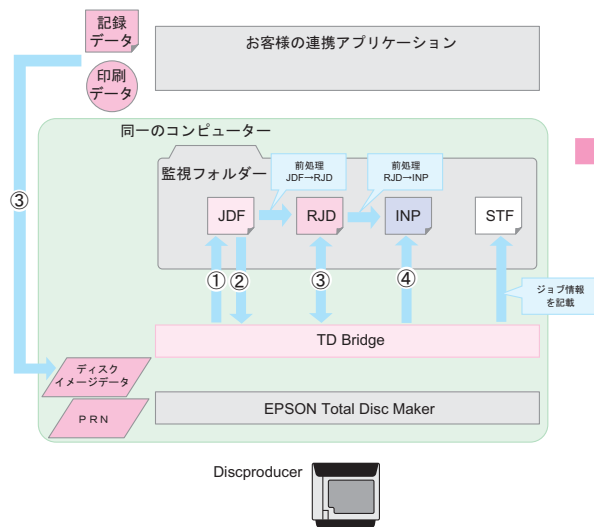 記録
データ
お客様の連携アプリケーション
印刷
データ
同一のコンピューター
監視フォルダー
前処理
JDF→RJD
前処理
RJD→INP
③
JDF
RJD
INP
STF
①
②
③
④
ジョブ情報
を記載
TD Bridge
ディスク
イメージデータ
PRN
EPSON Total Disc Maker
Discproducer